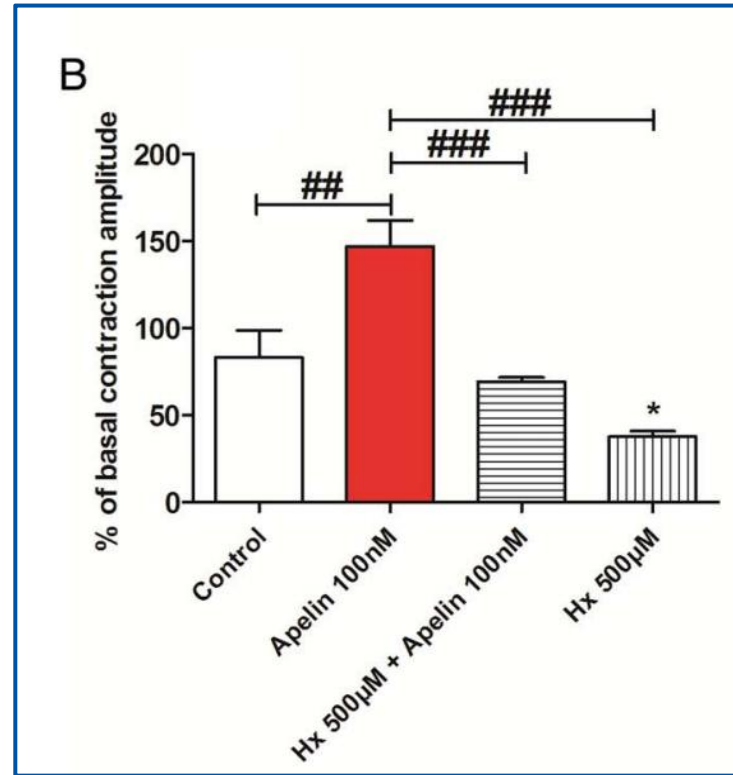 B
###
###
##
200
150
100
50
0
% of basal contraction amplitude
*
Control
Apelin 100nM
Hx 500µM + Apelin 100nM
Hx 500µM